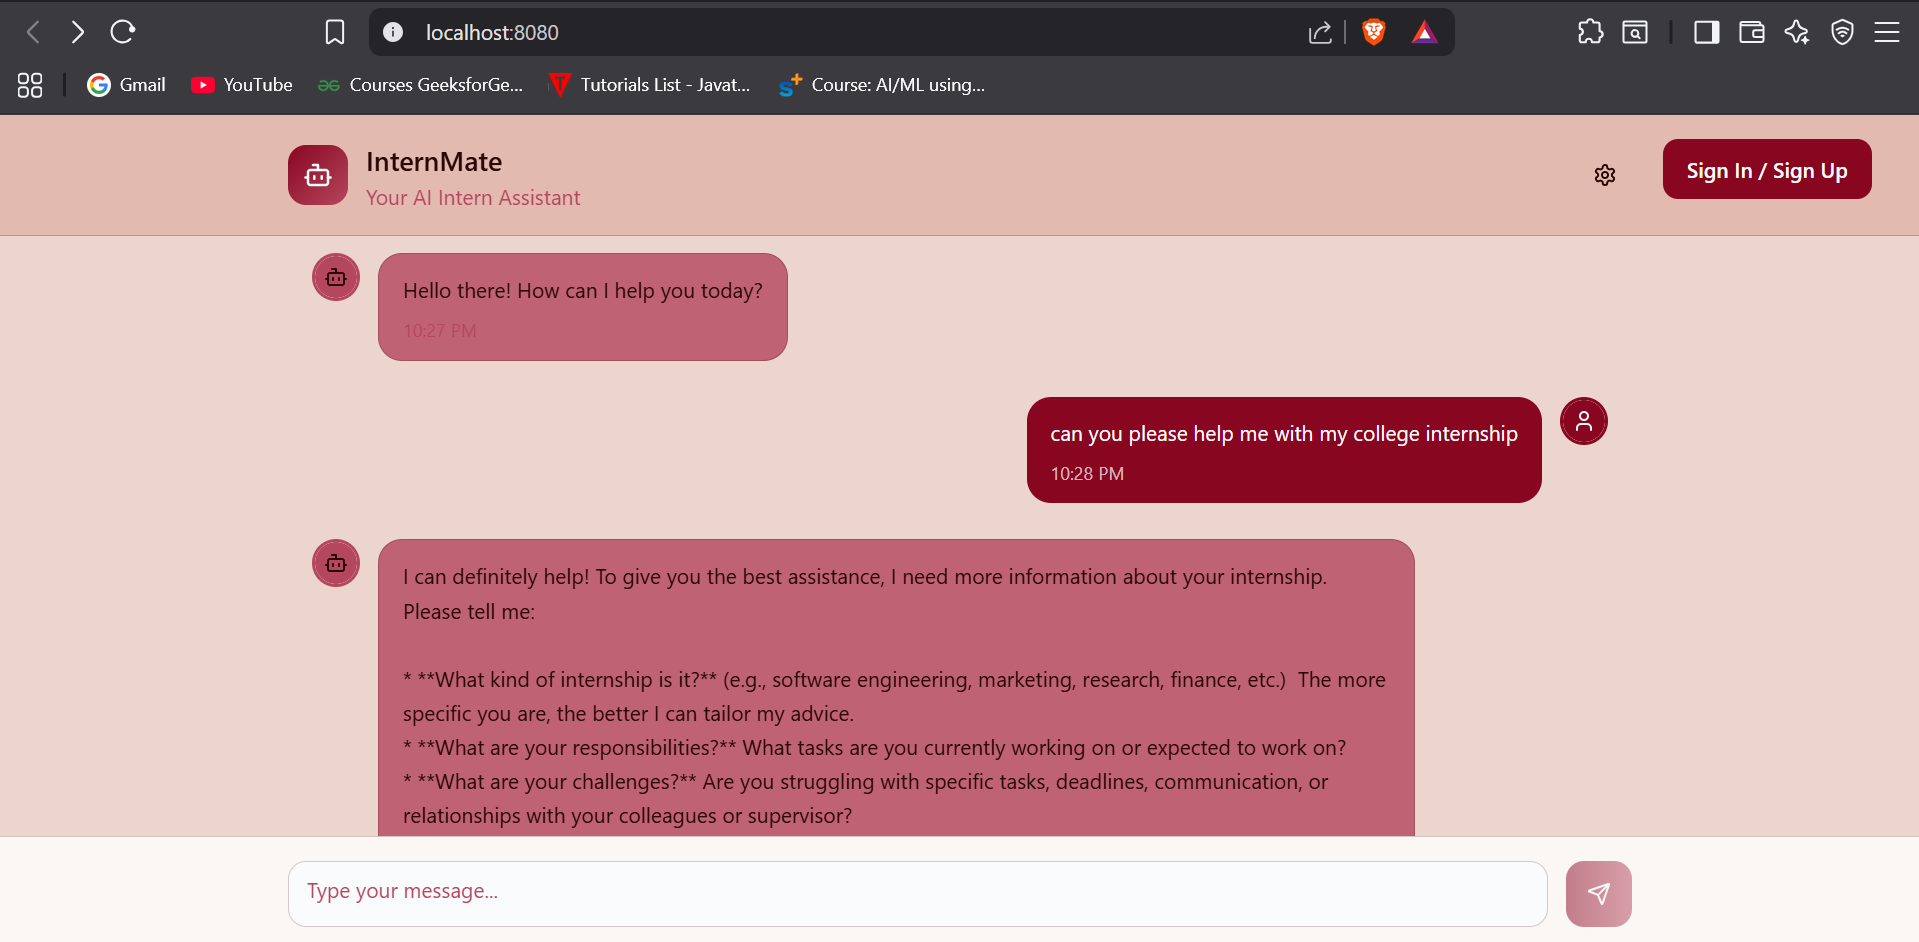 localhost:8080
Gmail
YouTube
Courses GeeksforGe...
Tutorials List - Javat...
Course: AI/ML using...
InternMate
Your AI Intern Assistant
Sign In / Sign Up
Hello there! How can I help you today?
10:27 PM
can you please help me with my college internship
10:28 PM
I can definitely help! To give you the best assistance, I need more information about your internship.
Please tell me:
* **What kind of internship is it?** (e.g., software engineering, marketing, research, finance, etc.)  The more
specific you are, the better I can tailor my advice.
* **What are your responsibilities?** What tasks are you currently working on or expected to work on?
* **What are your challenges?** Are you struggling with specific tasks, deadlines, communication, or
relationships with your colleagues or supervisor?
Type your message...